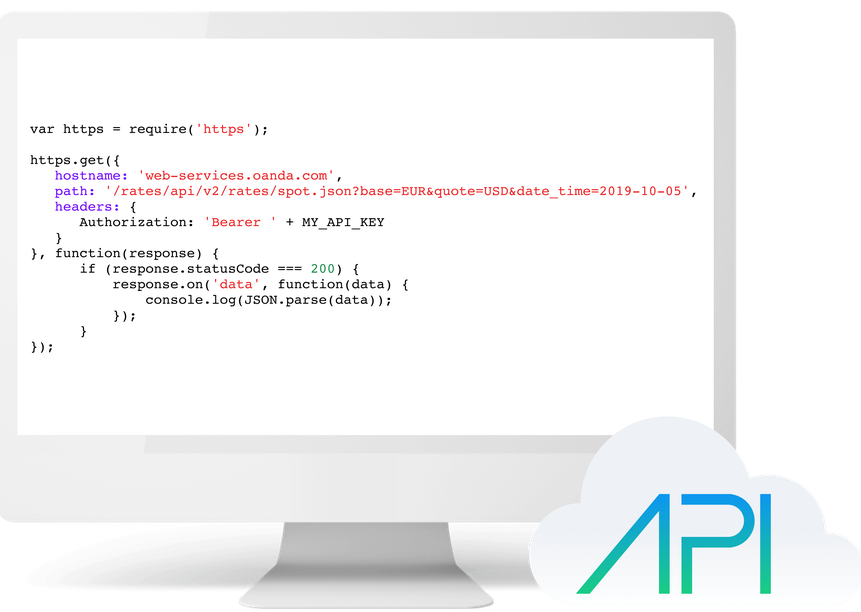 var https = require('https');

https.get({
   hostname: 'web-services.oanda.com',
   path: '/rates/api/v2/rates/spot.json?base=EUR&quote=USD&date_time=2019-10-05',
   headers: {
      Authorization: 'Bearer ' + MY_API_KEY
   }
}, function(response) {
      if (response.statusCode === 200) {
          response.on('data', function(data) {
              console.log(JSON.parse(data));
          });
      }
});
API